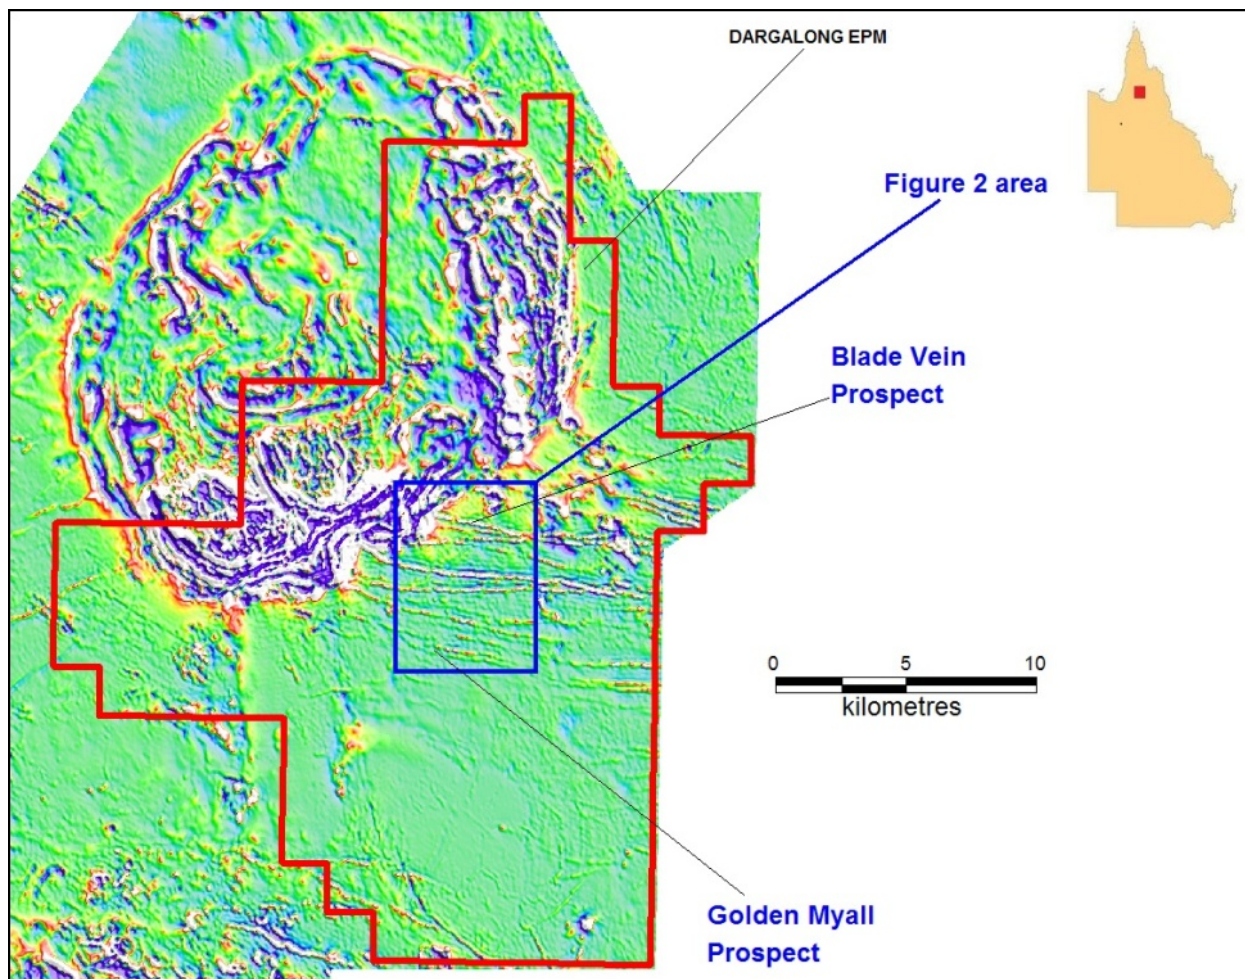 DARGALONG EPM
Figure 2 area
Blade Vein
Prospect
0 5 10
kilometres
Golden Myall
Prospect